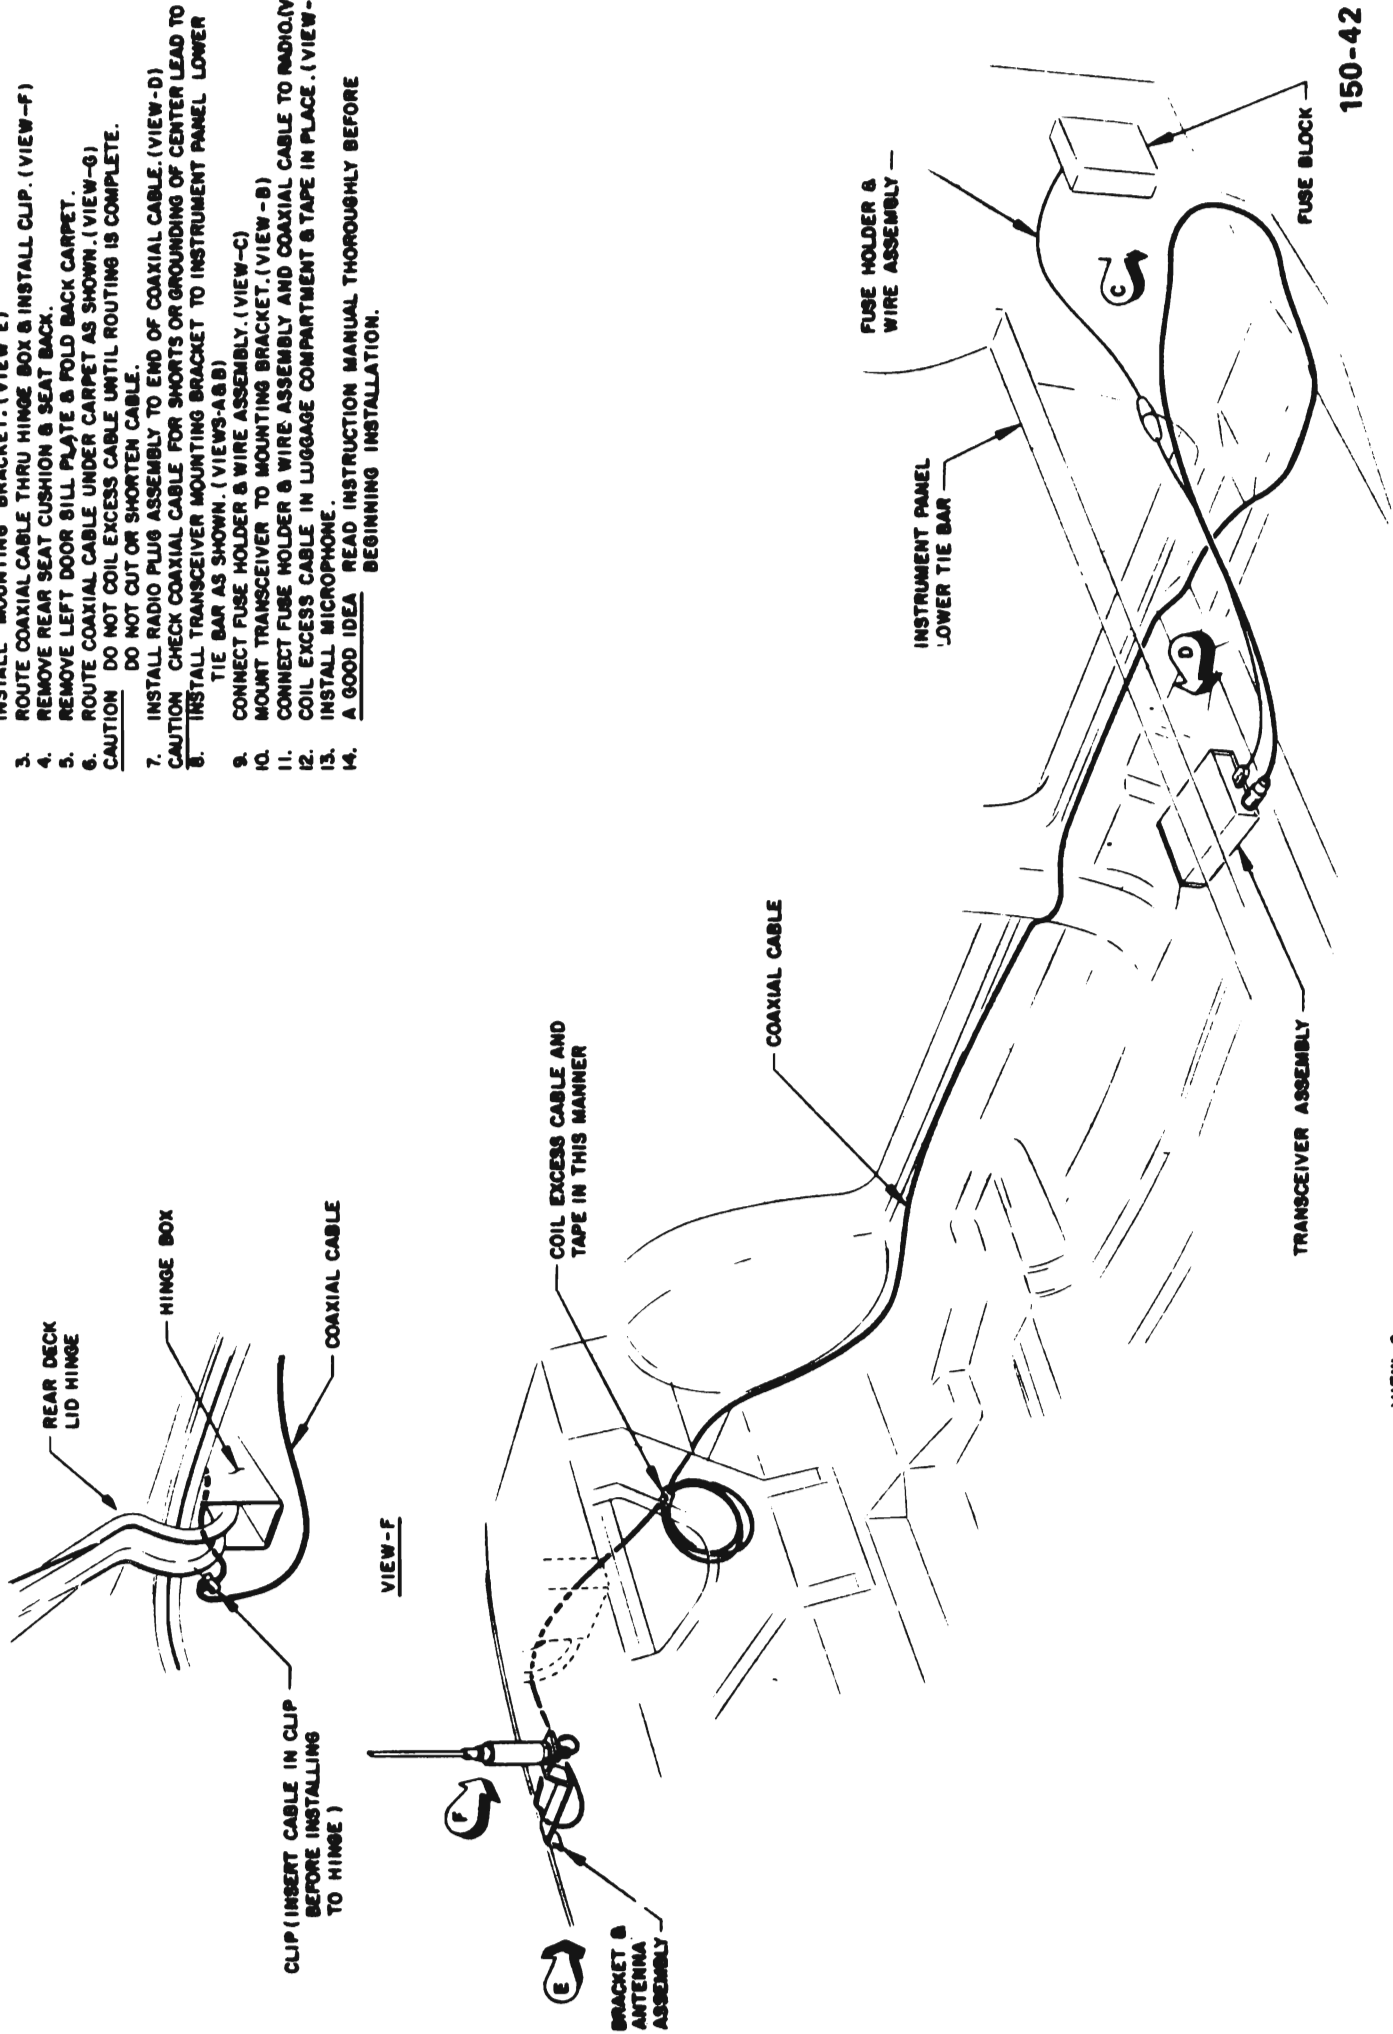 INSTALL MOUNTING BRACKET. (VIEW E)
3. ROUTE COAXIAL CABLE THRU HINGE BOX & INSTALL CLIP. (VIEW-F)
4. REMOVE REAR SEAT CUSHION & SEAT BACK.
5. REMOVE LEFT DOOR SILL PLATE & FOLD BACK CARPET.
6. ROUTE COAXIAL CABLE UNDER CARPET AS SHOWN. (VIEW-G)
CAUTION DO NOT COIL EXCESS CABLE UNTIL ROUTING IS COMPLETE.
DO NOT CUT OR SHORTEN CABLE.
7. INSTALL RADIO PLUG ASSEMBLY TO END OF COAXIAL CABLE. (VIEW-D)
CAUTION CHECK COAXIAL CABLE FOR SHORTS OR GROUNDING OF CENTER LEAD TO
8. INSTALL TRANSCEIVER MOUNTING BRACKET TO INSTRUMENT PANEL LOWER
TIE BAR AS SHOWN. (VIEWS-A&B)
9. CONNECT FUSE HOLDER & WIRE ASSEMBLY. (VIEW-C)
10. MOUNT TRANSCEIVER TO MOUNTING BRACKET. (VIEW-B)
11. CONNECT FUSE HOLDER & WIRE ASSEMBLY AND COAXIAL CABLE TO RADIO. (V
12. COIL EXCESS CABLE IN LUGGAGE COMPARTMENT & TAPE IN PLACE. (VIEW-
13. INSTALL MICROPHONE.
14. A GOOD IDEA READ INSTRUCTION MANUAL THOROUGHLY BEFORE
BEGINNING INSTALLATION.
REAR DECK
LID HINGE
HINGE BOX
COAXIAL CABLE
CLIP (INSERT CABLE IN CLIP
BEFORE INSTALLING
TO HINGE)
VIEW-F
F
E
BRACKET &
ANTENNA
ASSEMBLY
COIL EXCESS CABLE AND
TAPE IN THIS MANNER
COAXIAL CABLE
INSTRUMENT PANEL
LOWER TIE BAR
FUSE HOLDER &
WIRE ASSEMBLY
C
D
FUSE BLOCK
TRANSCEIVER ASSEMBLY
150-42